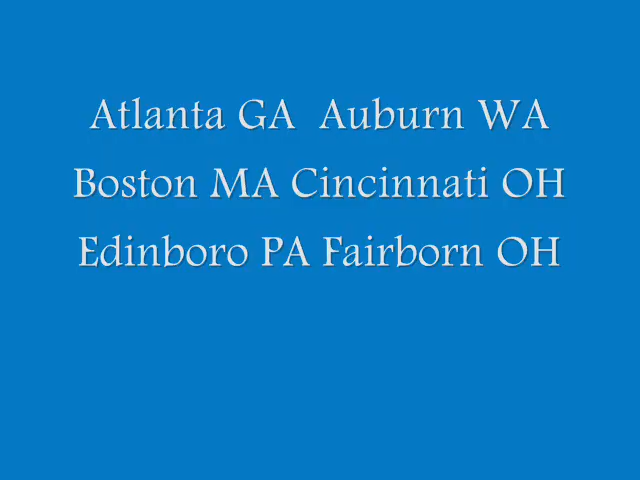 Atlanta GA  Auburn WA
Boston MA Cincinnati OH
Edinboro PA Fairborn OH